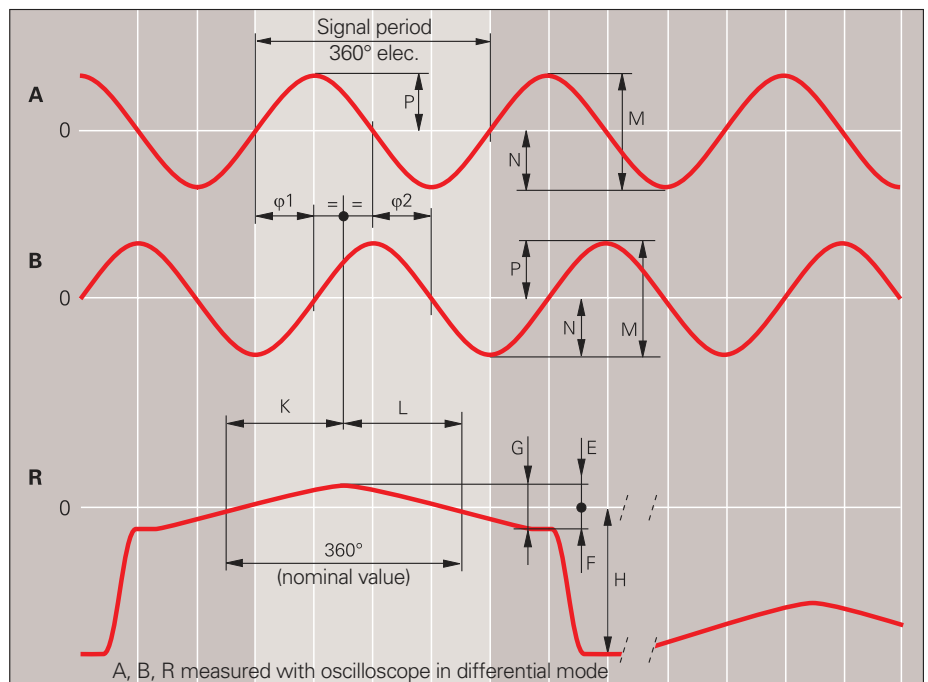 Signal period
360° elec.
A
P
M
0
N
φ1
= =
φ2
B
P
0
N
M
K
L
G
E
R
0
360°
(nominal value)
F
H
A, B, R measured with oscilloscope in differential mode